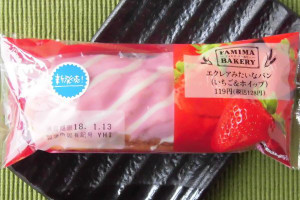 新発売!
FAMIMA
BAKERY
エクレアみたいなパン
(いちご&ホイップ)
119円(税込128円)
18. 1.13
YHI